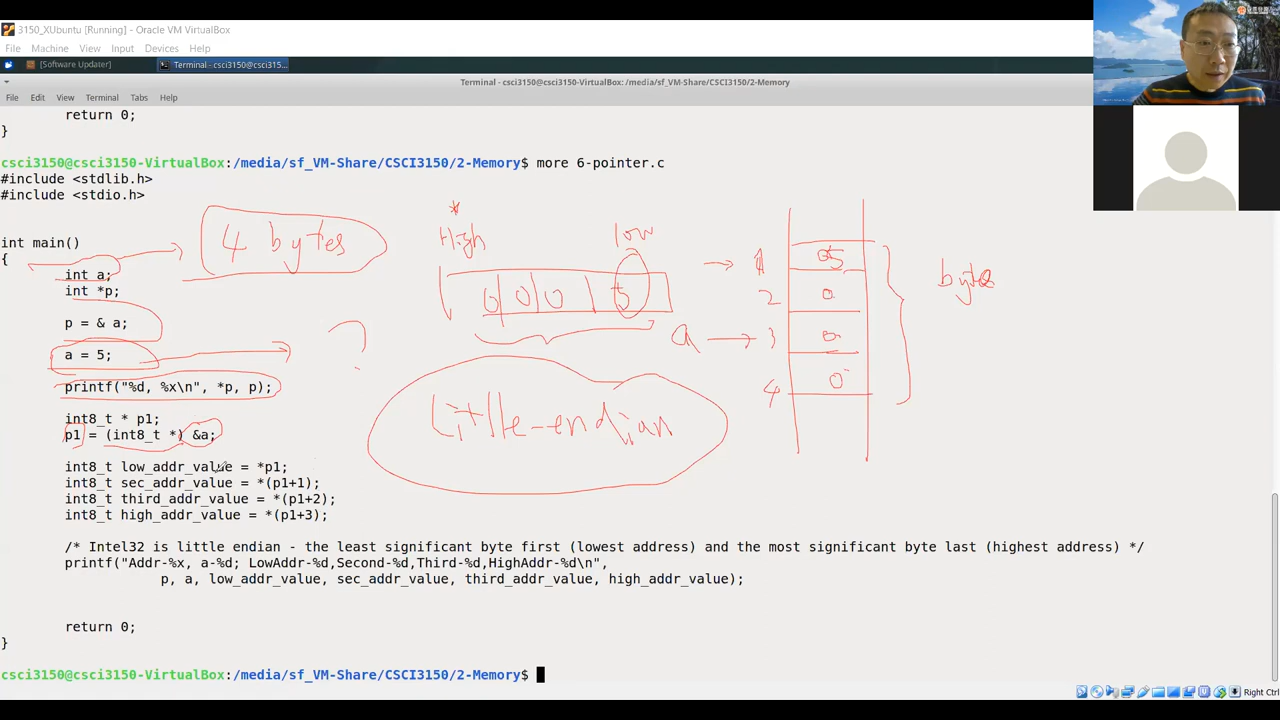 3150_XUbuntu [Running] - Oracle VM VirtualBox
File Machine View Input Devices Help
[Software Updater]
Terminal - csci3150@csci315...
Terminal - csci3150@csci3150-VirtualBox: /media/sf_VM-Share/CSCI3150/2-Memory
File Edit View Terminal Tabs Help
return 0;
}
csci3150@csci3150-VirtualBox:/media/sf_VM-Share/CSCI3150/2-Memory$ more 6-pointer.c
#include <stdlib.h>
#include <stdio.h>
int main()
{
int a;
int *p;
p = & a;
a = 5;
printf("%d, %x\n", *p, p);
int8_t * p1;
p1 = (int8_t *) &a;
int8_t low_addr_value = *p1;
int8_t sec_addr_value = *(p1+1);
int8_t third_addr_value = *(p1+2);
int8_t high_addr_value = *(p1+3);
/* Intel32 is little endian - the least significant byte first (lowest address) and the most significant byte last (highest address) */
printf("Addr-%x, a-%d; LowAddr-%d,Second-%d,Third-%d,HighAddr-%d\n",
p, a, low_addr_value, sec_addr_value, third_addr_value, high_addr_value);
return 0;
}
csci3150@csci3150-VirtualBox:/media/sf_VM-Share/CSCI3150/2-Memory$
4 bytes
?
*
High
low
0 0 0 5
Little-endian
a
1
2 0
3 0
4 0
bytes
Right Ctrl